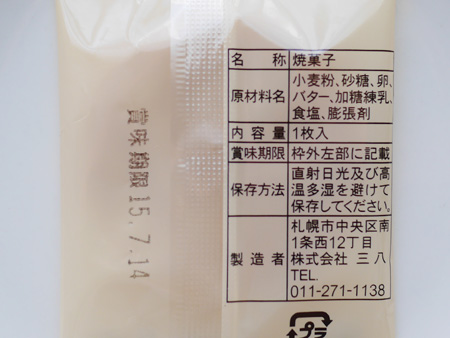 賞味期限 15.7.14
名称 焼菓子
原材料名 小麦粉、砂糖、卵、
バター、加糖練乳、
食塩、膨張剤
内容量 1枚入
賞味期限 枠外左部に記載
保存方法 直射日光及び高
温多湿を避けて
保存してください。
製造者 札幌市中央区南
1条西12丁目
株式会社 三八
TEL.
011-271-1138
プラ